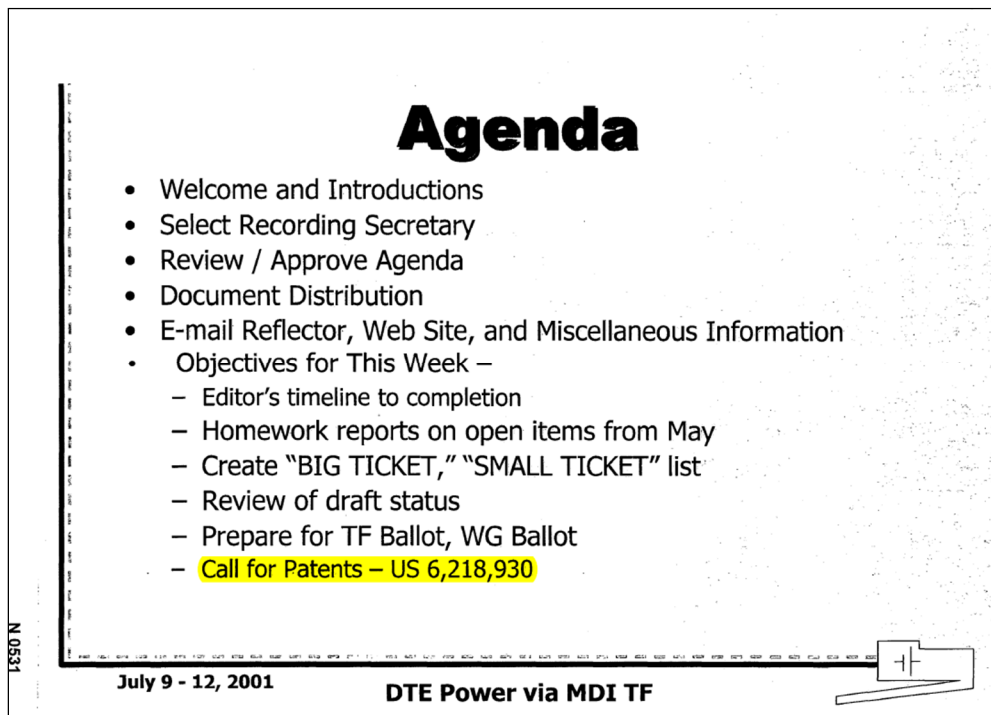 Agenda
• Welcome and Introductions
• Select Recording Secretary
• Review / Approve Agenda
• Document Distribution
• E-mail Reflector, Web Site, and Miscellaneous Information
• Objectives for This Week –
– Editor's timeline to completion
– Homework reports on open items from May
– Create “BIG TICKET,” “SMALL TICKET” list
– Review of draft status
– Prepare for TF Ballot, WG Ballot
– Call for Patents – US 6,218,930
N 0531
July 9 - 12, 2001
DTE Power via MDI TF